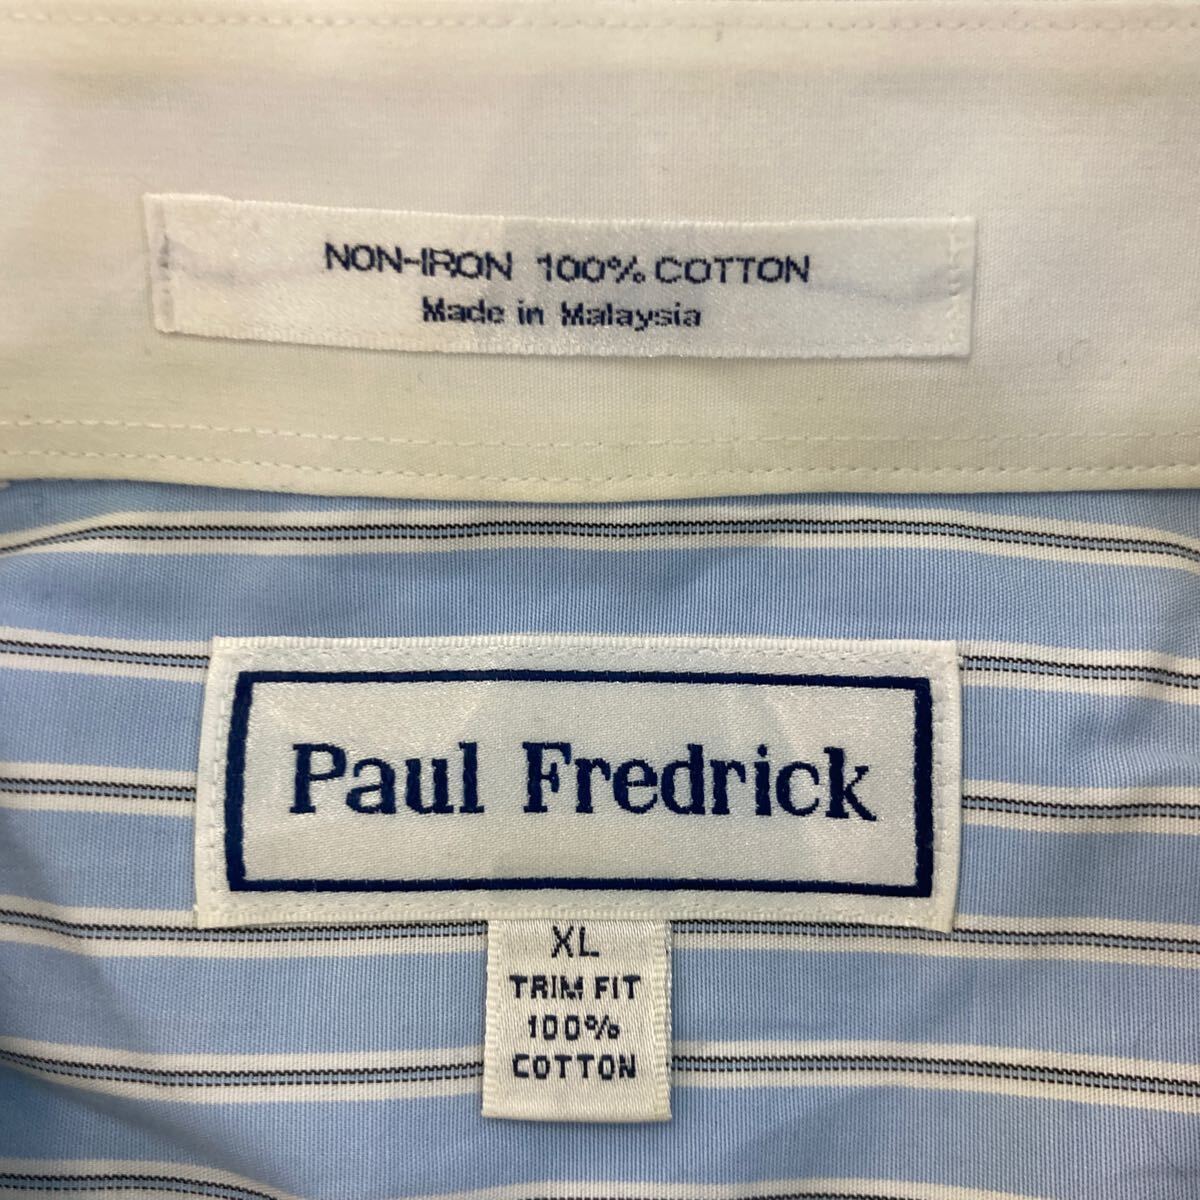 NON-IRON 100% COTTON
Made in Malaysia
Paul Fredrick
XL
TRIM FIT
100%
COTTON